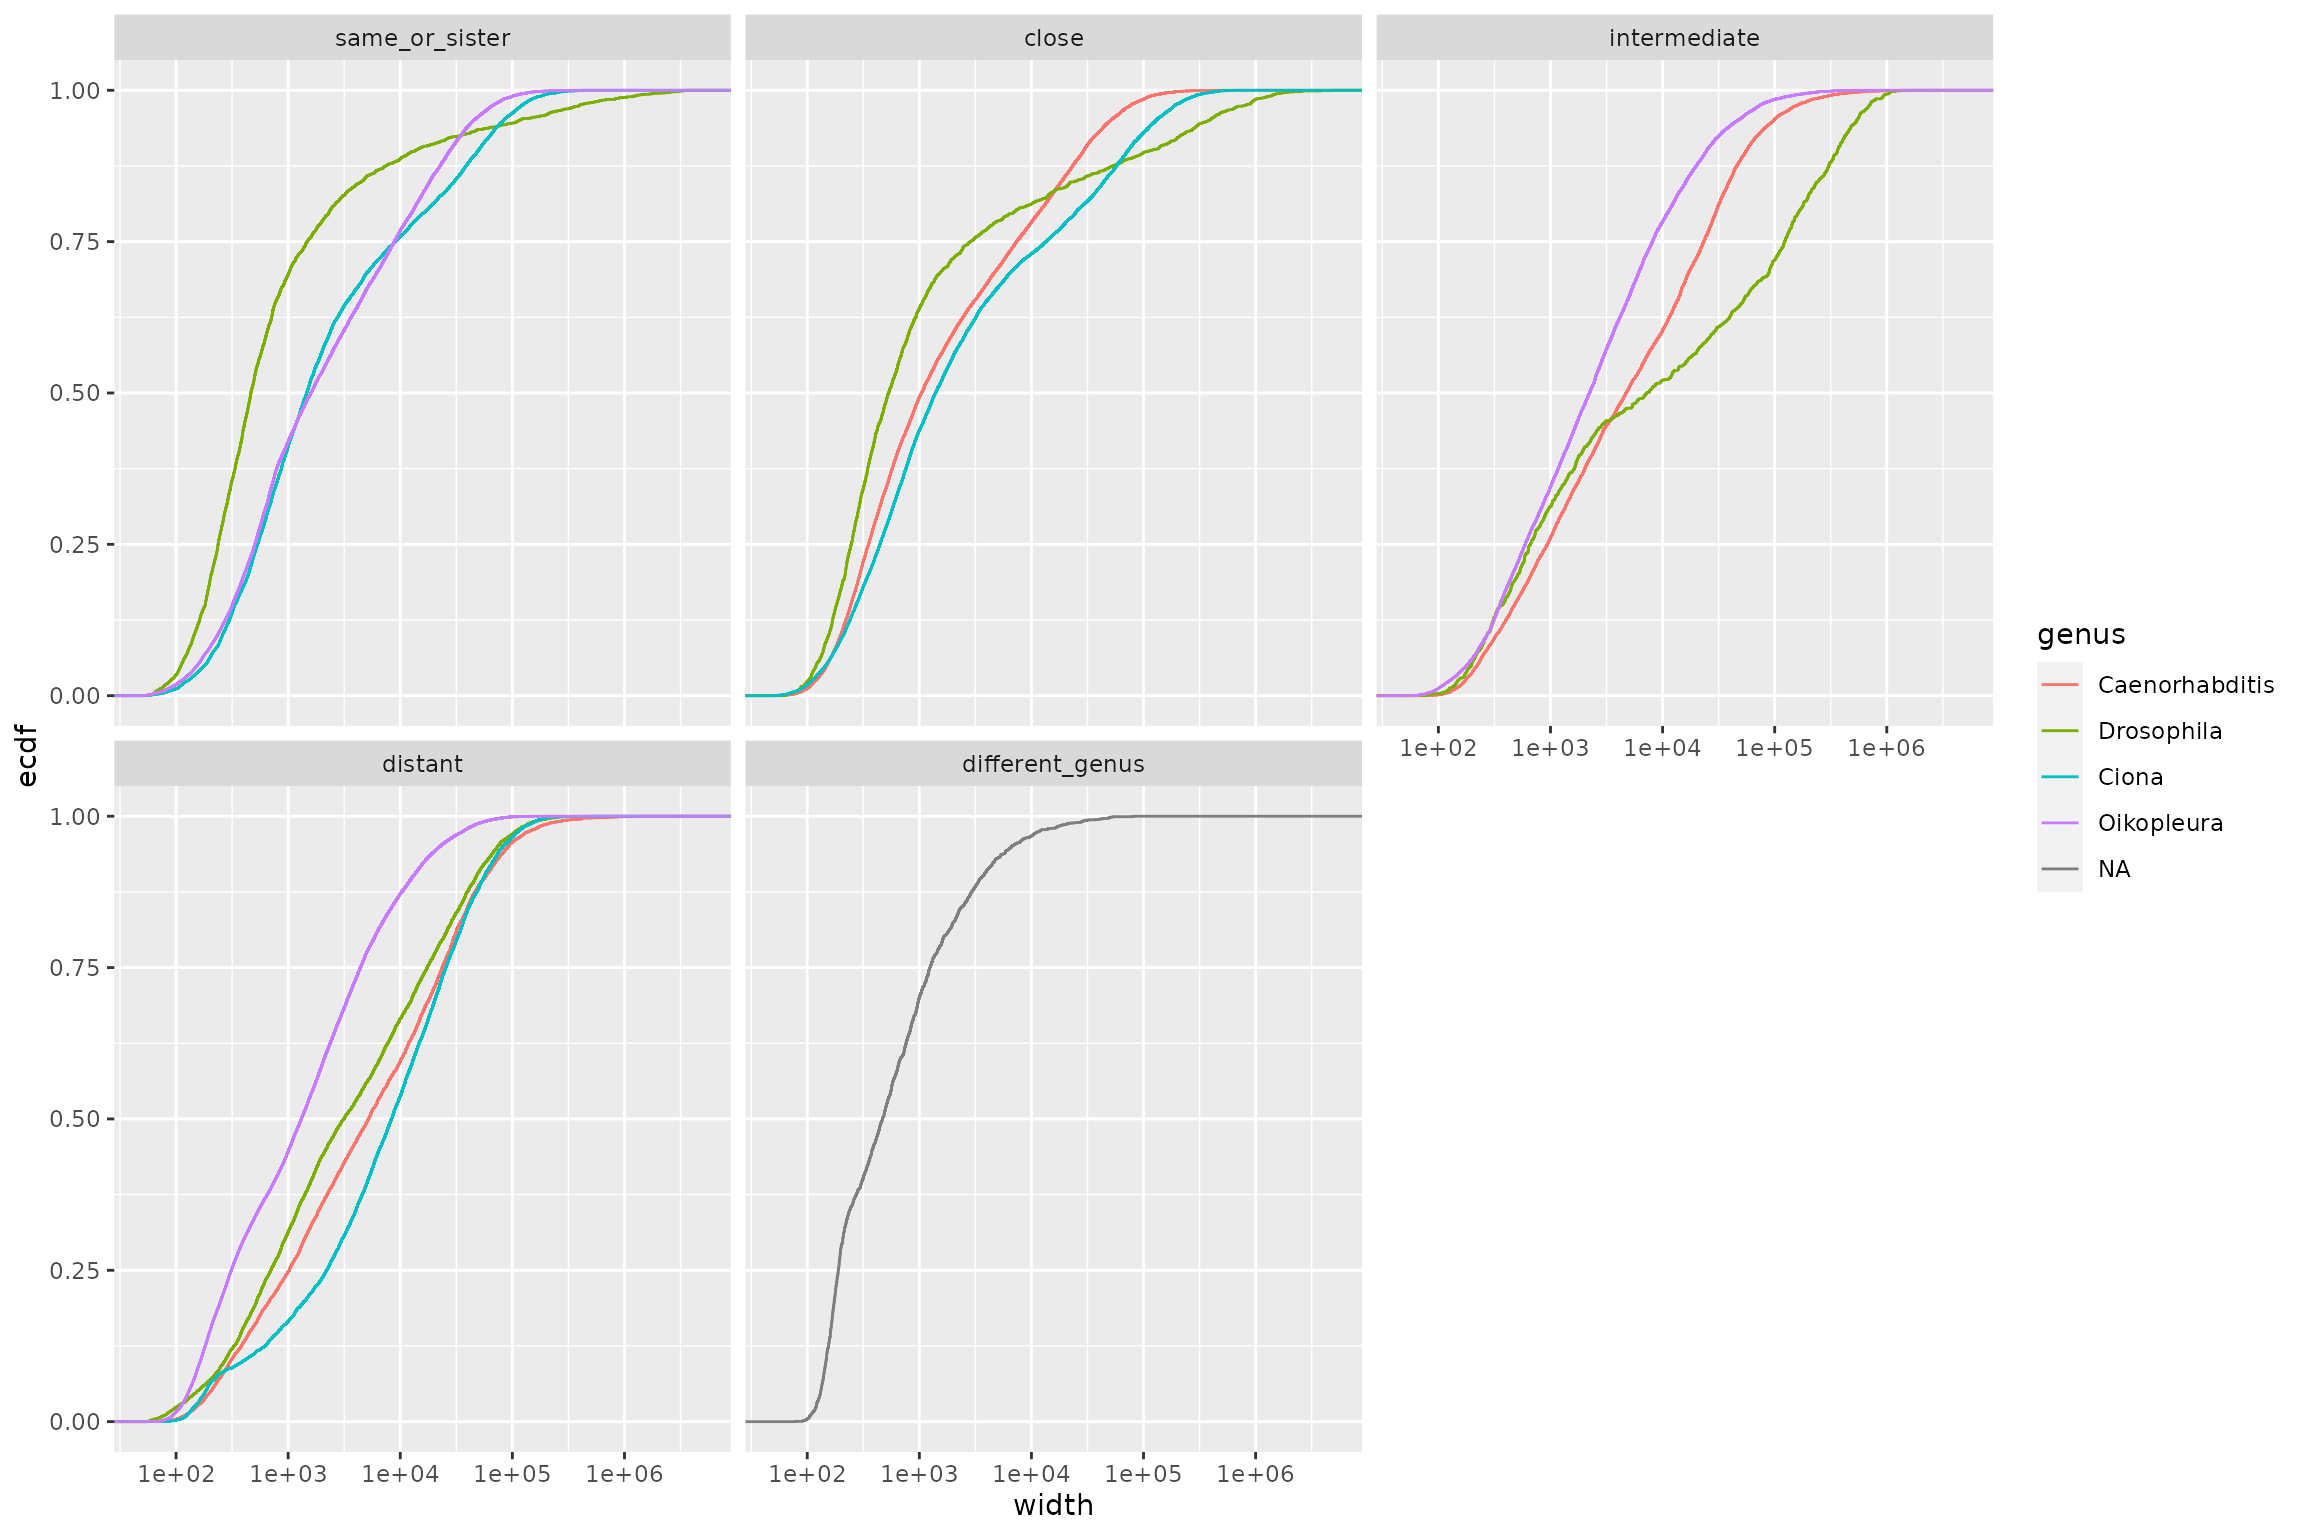 same_or_sister
close
intermediate
1.00
0.75
0.50
0.25
0.00
1e+02 1e+03 1e+04 1e+05 1e+06
distant
different_genus
1.00
0.75
0.50
0.25
0.00
1e+02 1e+03 1e+04 1e+05 1e+06
1e+02 1e+03 1e+04 1e+05 1e+06
width
ecdf
genus
Caenorhabditis
Drosophila
Ciona
Oikopleura
NA